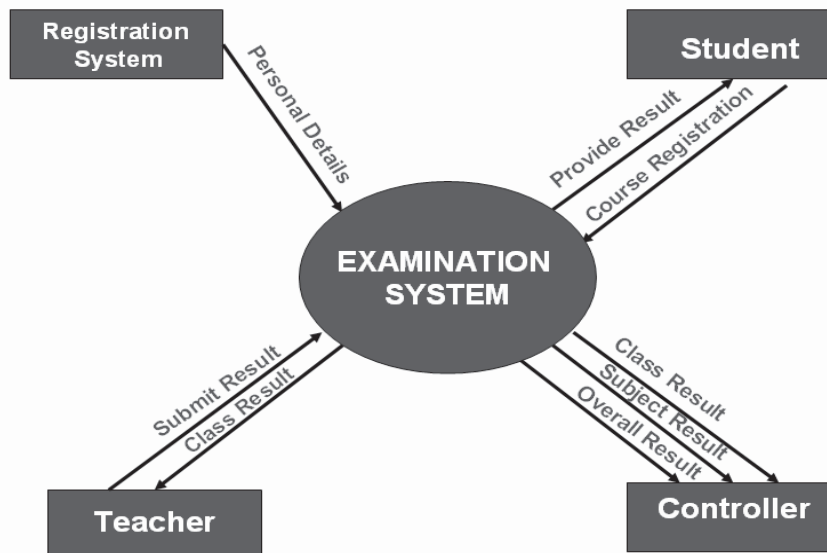 Registration
System
Student
Personal Details
Provide Result
Course Registration
EXAMINATION
SYSTEM
Submit Result
Class Result
Class Result
Subject Result
Overall Result
Teacher
Controller